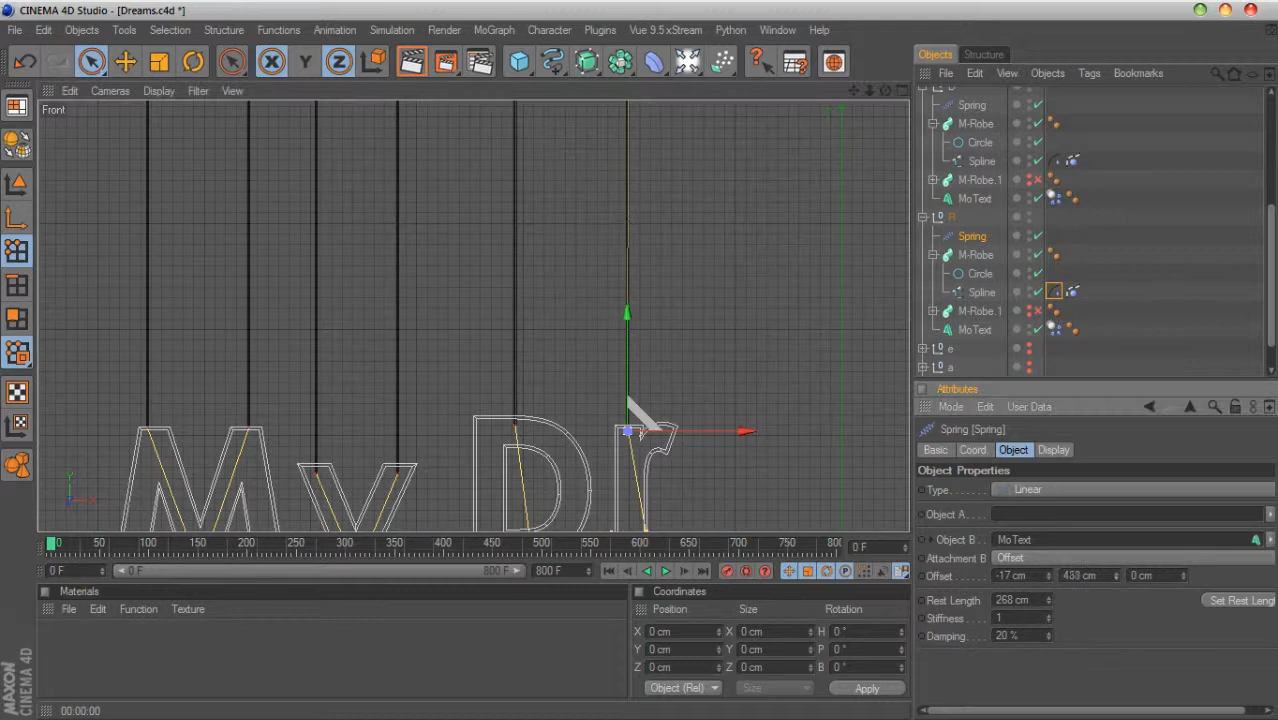 CINEMA 4D Studio - [Dreams.c4d *]
File Edit Objects Tools Selection Structure Functions Animation Simulation Render MoGraph Character Plugins Vue 9.5 xStream Python Window Help
X Y Z
Edit Cameras Display Filter View
Front
My Dr
Y
X
Objects Structure
File Edit View Objects Tags Bookmarks
Spring
M-Robe
Circle
Spline
M-Robe.1
MoText
R
Spring
M-Robe
Circle
Spline
M-Robe.1
MoText
e
a
Attributes
Mode Edit User Data
Spring [Spring]
Basic Coord. Object Display
Object Properties
Type Linear
Object A
Object B MoText
Attachment B Offset
Offset -17 cm 0 cm
Rest Length 268 cm Set Rest Lengt
Stiffness 1
Damping 20 %
0 50 100 150 200 250 300 350 400 450 500 550 600 650 700 750 80 0 F
0 F 0 F 800 F 800 F
Materials
File Edit Function Texture
Coordinates
Position Size Rotation
X 0 cm X 0 cm H 0 °
Y 0 cm Y 0 cm P 0 °
Z 0 cm Z 0 cm B 0 °
Object (Rel) Size Apply
MAXON
CINEMA 4D
00:00:00